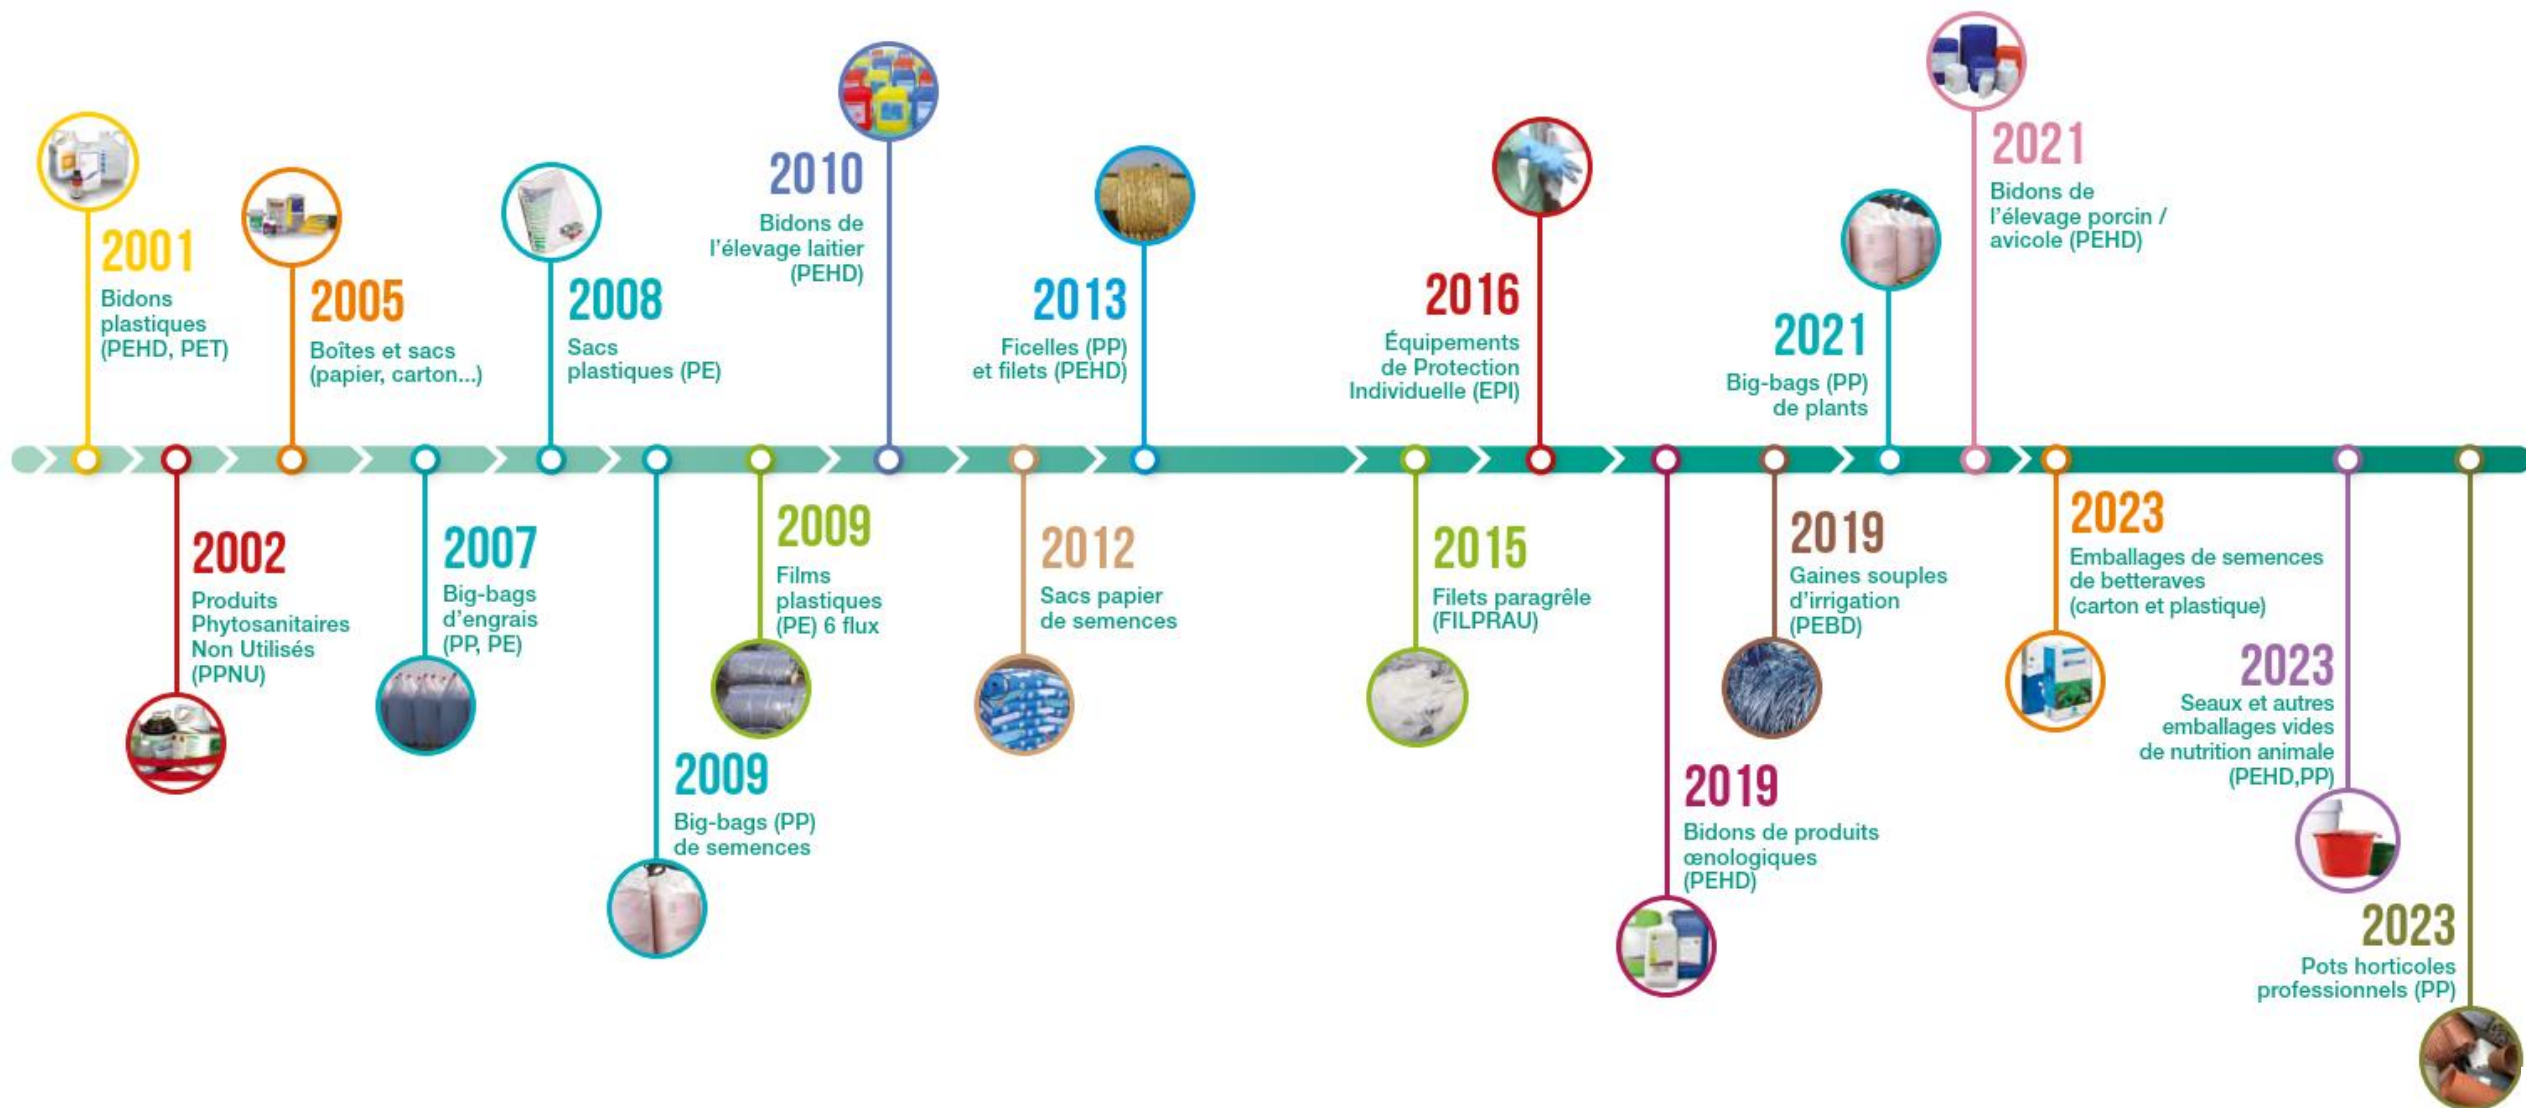 2001
Bidons
plastiques
(PEHD, PET)
2002
Produits
Phytosanitaires
Non Utilisés
(PPNU)
2005
Boîtes et sacs
(papier, carton...)
2007
Big-bags
d'engrais
(PP, PE)
2008
Sacs
plastiques (PE)
2009
Big-bags (PP)
de semences
2009
Films
plastiques
(PE) 6 flux
2010
Bidons de
l'élevage laitier
(PEHD)
2012
Sacs papier
de semences
2013
Ficelles (PP)
et filets (PEHD)
2015
Filets paragrêle
(FILPRAU)
2016
Équipements
de Protection
Individuelle (EPI)
2019
Bidons de produits
œnologiques
(PEHD)
2019
Gaines souples
d'irrigation
(PEBD)
2021
Big-bags (PP)
de plants
2021
Bidons de
l'élevage porcin /
avicole (PEHD)
2023
Emballages de semences
de betteraves
(carton et plastique)
2023
Seaux et autres
emballages vides
de nutrition animale
(PEHD,PP)
2023
Pots horticoles
professionnels (PP)